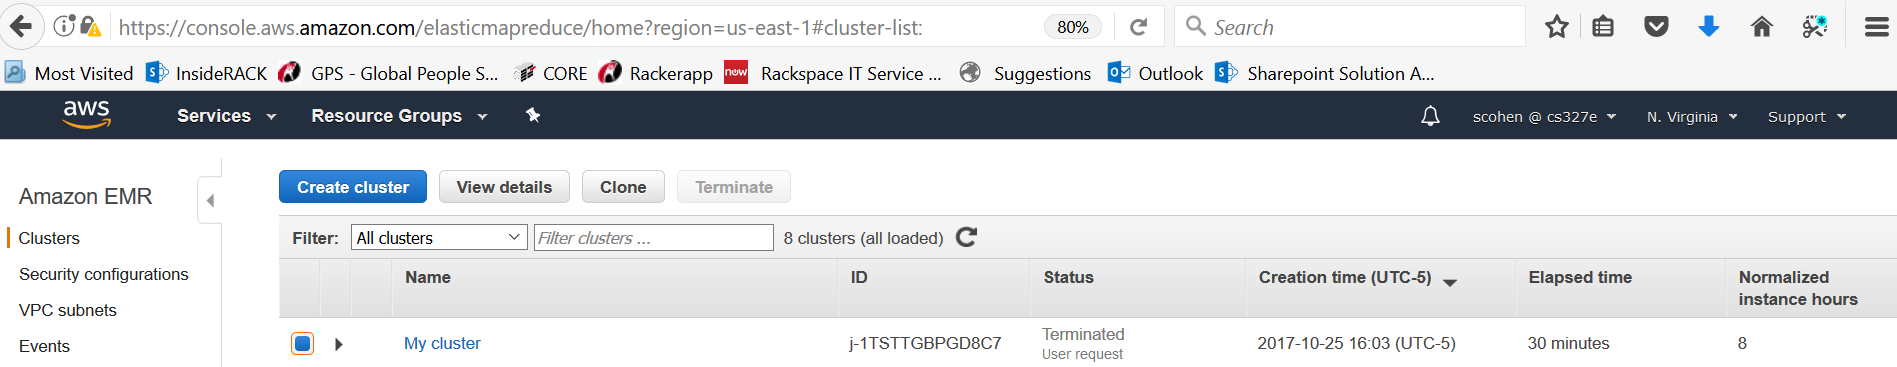 https://console.aws.amazon.com/elasticmapreduce/home?region=us-east-1#cluster-list: 80% Search
Most Visited InsideRACK GPS - Global People S... CORE Rackerapp now Rackspace IT Service ... Suggestions Outlook Sharepoint Solution A...
aws Services Resource Groups scohen @ cs327e N. Virginia Support
Amazon EMR
Clusters
Security configurations
VPC subnets
Events
Create cluster View details Clone Terminate
Filter: All clusters Filter clusters ... 8 clusters (all loaded)
Name ID Status Creation time (UTC-5) Elapsed time Normalized instance hours
My cluster j-1TSTTGBPGD8C7 Terminated User request 2017-10-25 16:03 (UTC-5) 30 minutes 8